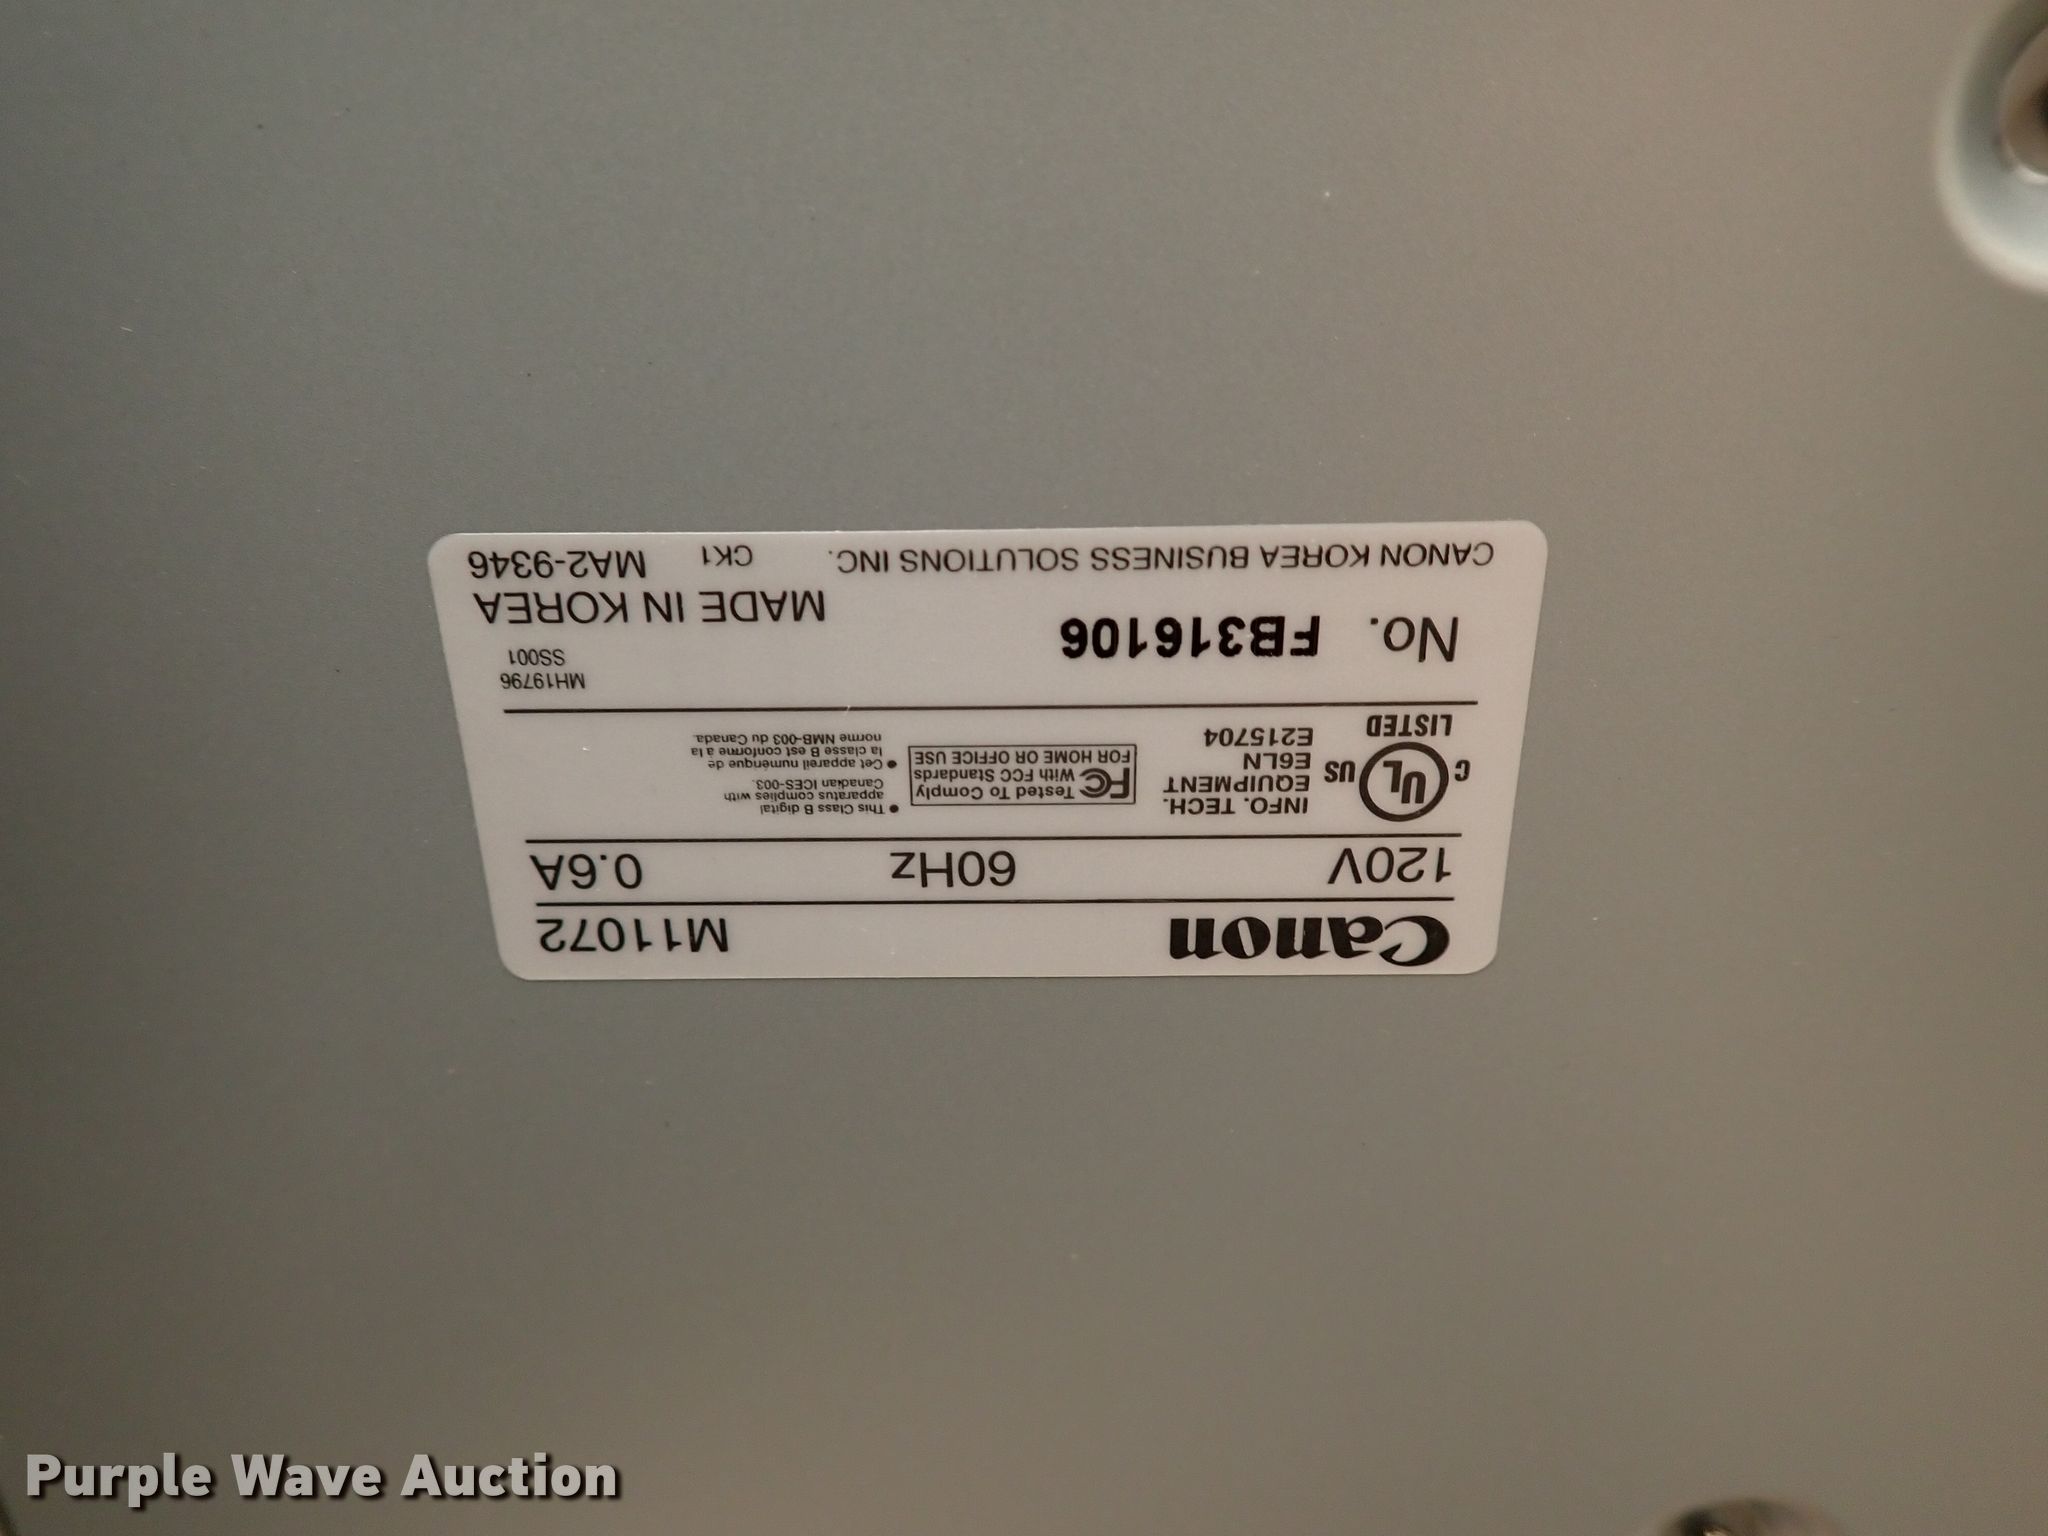 Canon M11072
120V 60Hz 0.6A
C UL US LISTED
INFO. TECH.
EQUIPMENT
E6LN
E215704
FC Tested To Comply
With FCC Standards
FOR HOME OR OFFICE USE
• This Class B digital
apparatus complies with
Canadian ICES-003.
• Cet appareil numérique de
la classe B est conforme à la
norme NMB-003 du Canada.
MH19796
SS001
No. FB316106
MADE IN KOREA
CANON KOREA BUSINESS SOLUTIONS INC. CK1 MA2-9346
Purple Wave Auction